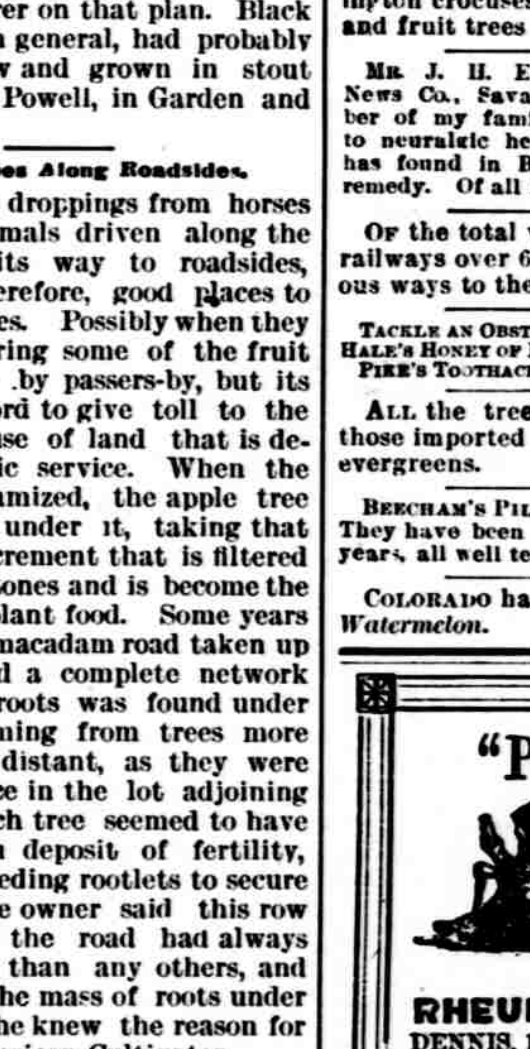 er on that plan. Black
general, had probably
and grown in stout
Powell, in Garden and
Along Roadsides.
droppings from horses
mals driven along the
its way to roadsides,
erefore, good places to
es. Possibly when they
ring some of the fruit
by passers-by, but its
ord to give toll to the
use of land that is de-
ic service. When the
amized, the apple tree
under it, taking that
crement that is filtered
ones and is become the
plant food. Some years
macadam road taken up
d a complete network
roots was found under
ming from trees more
distant, as they were
ce in the lot adjoining
ch tree seemed to have
deposit of fertility,
eding rootlets to secure
e owner said this row
the road had always
than any others, and
he mass of roots under
he knew the reason for
crocuses
and fruit trees
MR. J. H. E
News Co., Sava
ber of my fami
to neuralgic he
has found in B
remedy. Of all
OF the total
railways over 6
ous ways to the
TACKLE AN OBST
HALE'S HONEY OF
PIKE'S TOOTHAC
ALL the tree
those imported
evergreens.
BEECHAM'S PIL
They have been
years, all well te
COLORADO ha
Watermelon.
"P
RHEU
DENNIS,